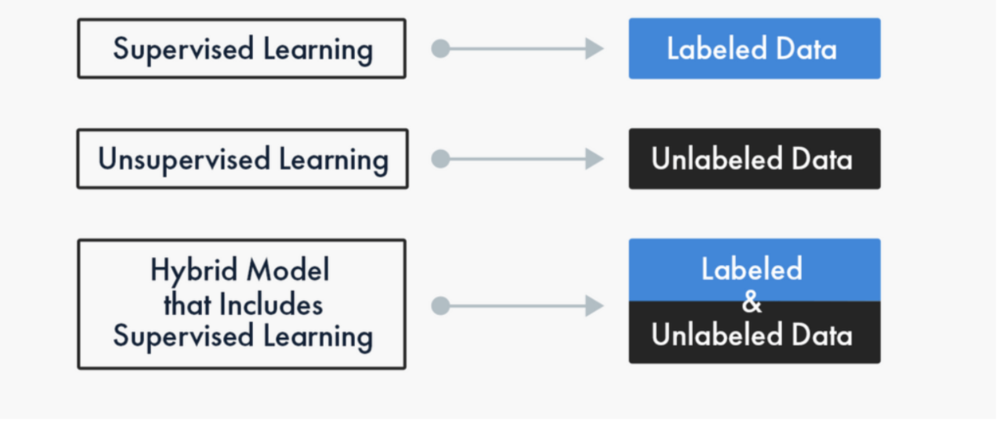 Supervised Learning
Labeled Data
Unsupervised Learning
Unlabeled Data
Hybrid Model
that Includes
Supervised Learning
Labeled
&
Unlabeled Data